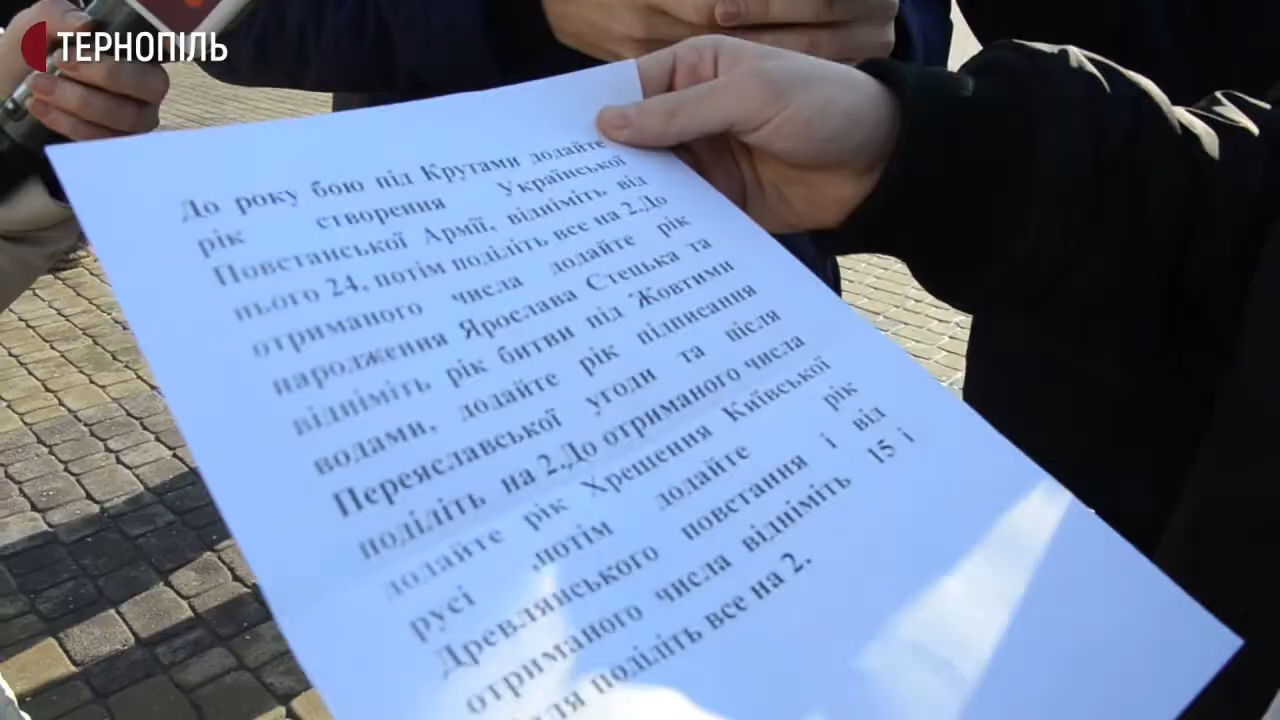 ТЕРНОПІЛЬ
До року бою під Крутами додайте
рік створення Української
Повстанської Армії, відніміть від
нього 24, потім поділіть все на 2.До
отриманого числа додайте рік
народження Ярослава Стецька та
відніміть рік битви під Жовтими
водами, додайте рік підписання
Переяславської угоди та після
поділіть на 2.До отриманого числа
додайте рік Хрещення Київської
русі ,потім додайте рік
Древлянського повстання і від
отриманого числа відніміть 15 і
поділіть все на 2.